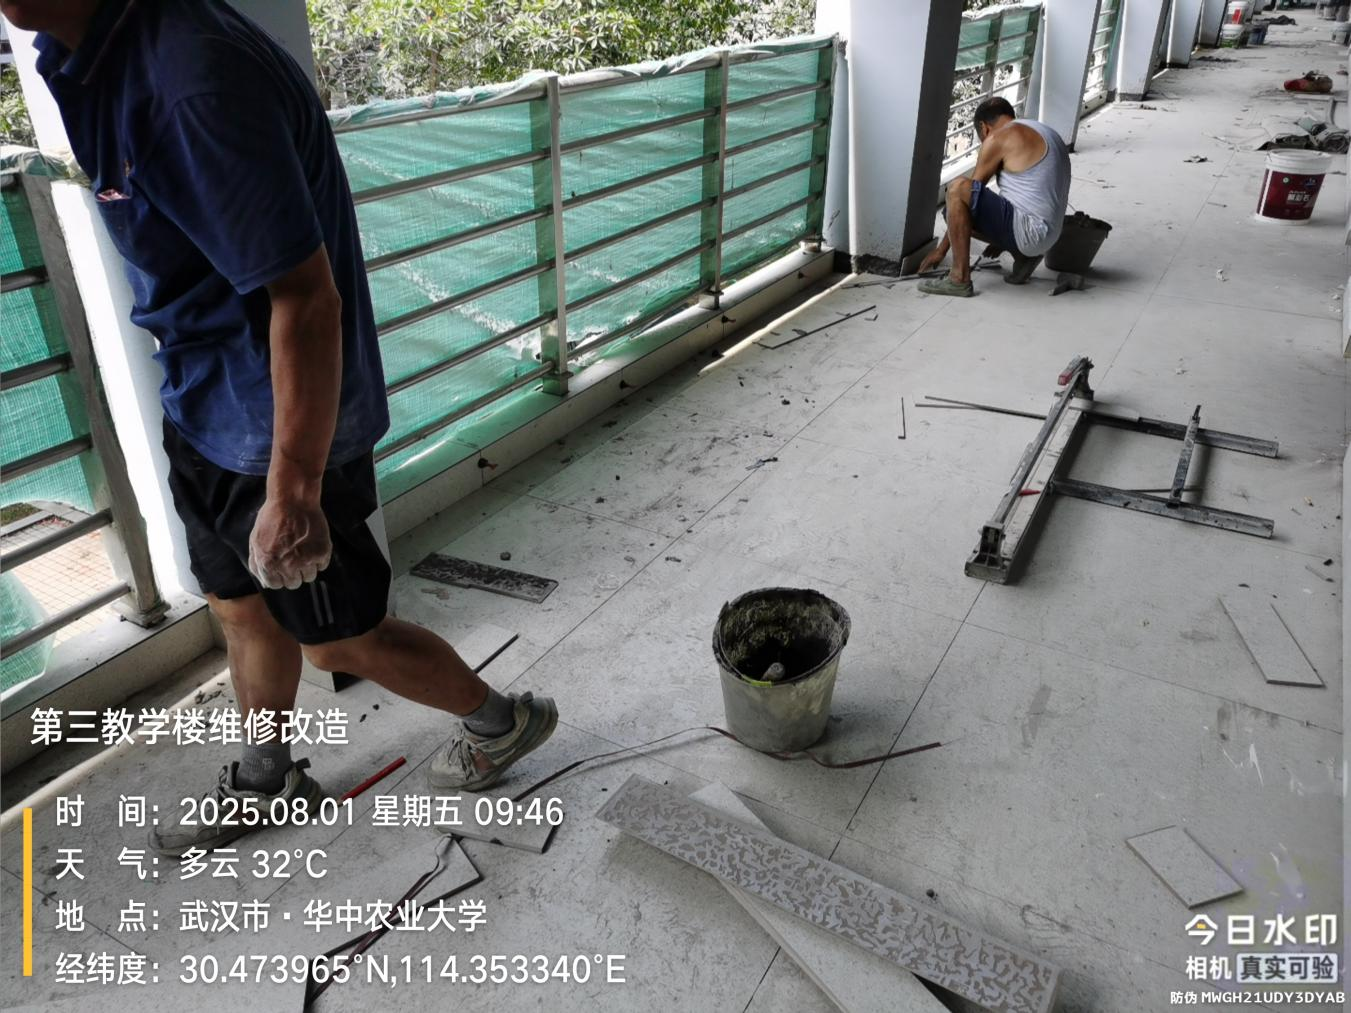 第三教学楼维修改造
时 间：2025.08.01 星期五 09:46
天 气：多云 32°C
地 点：武汉市·华中农业大学
经纬度：30.473965°N,114.353340°E
今日水印
相机 真实可验
防伪 MWGH21UDY3DYAB